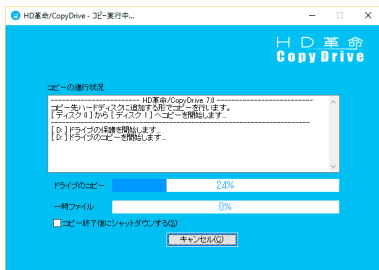 HD革命/CopyDrive - コピー実行中...
HD革命
CopyDrive
コピーの進行状況
---------------------- HD革命/CopyDrive 7.0 ----------------------
コピー先ハードディスクに追加する形でコピーを行います。
[ディスク 0]から[ディスク 1]へコピーを開始します...
[D:]ドライブの保護を開始します...
[D:]ドライブのコピーを開始します...
ドライブのコピー 24%
一時ファイル 0%
コピー終了後にシャットダウンする(S)
キャンセル(C)